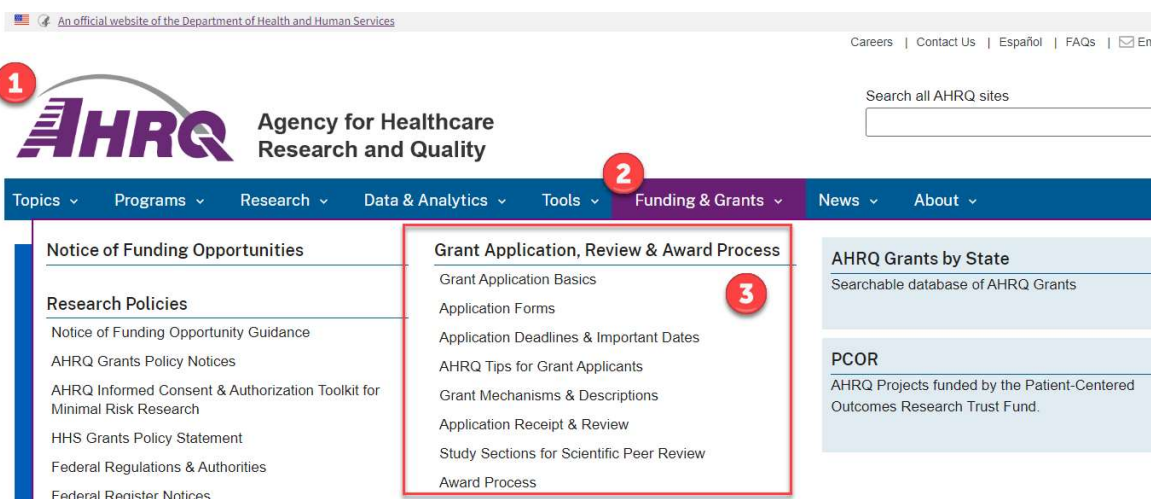 An official website of the Department of Health and Human Services
Careers | Contact Us | Español | FAQs | Em
1
AHRQ
Agency for Healthcare
Research and Quality
Search all AHRQ sites
2
Topics Programs Research Data & Analytics Tools Funding & Grants News About
Notice of Funding Opportunities
Research Policies
Notice of Funding Opportunity Guidance
AHRQ Grants Policy Notices
AHRQ Informed Consent & Authorization Toolkit for
Minimal Risk Research
HHS Grants Policy Statement
Federal Regulations & Authorities
Federal Register Notices
Grant Application, Review & Award Process
3
Grant Application Basics
Application Forms
Application Deadlines & Important Dates
AHRQ Tips for Grant Applicants
Grant Mechanisms & Descriptions
Application Receipt & Review
Study Sections for Scientific Peer Review
Award Process
AHRQ Grants by State
Searchable database of AHRQ Grants
PCOR
AHRQ Projects funded by the Patient-Centered
Outcomes Research Trust Fund.